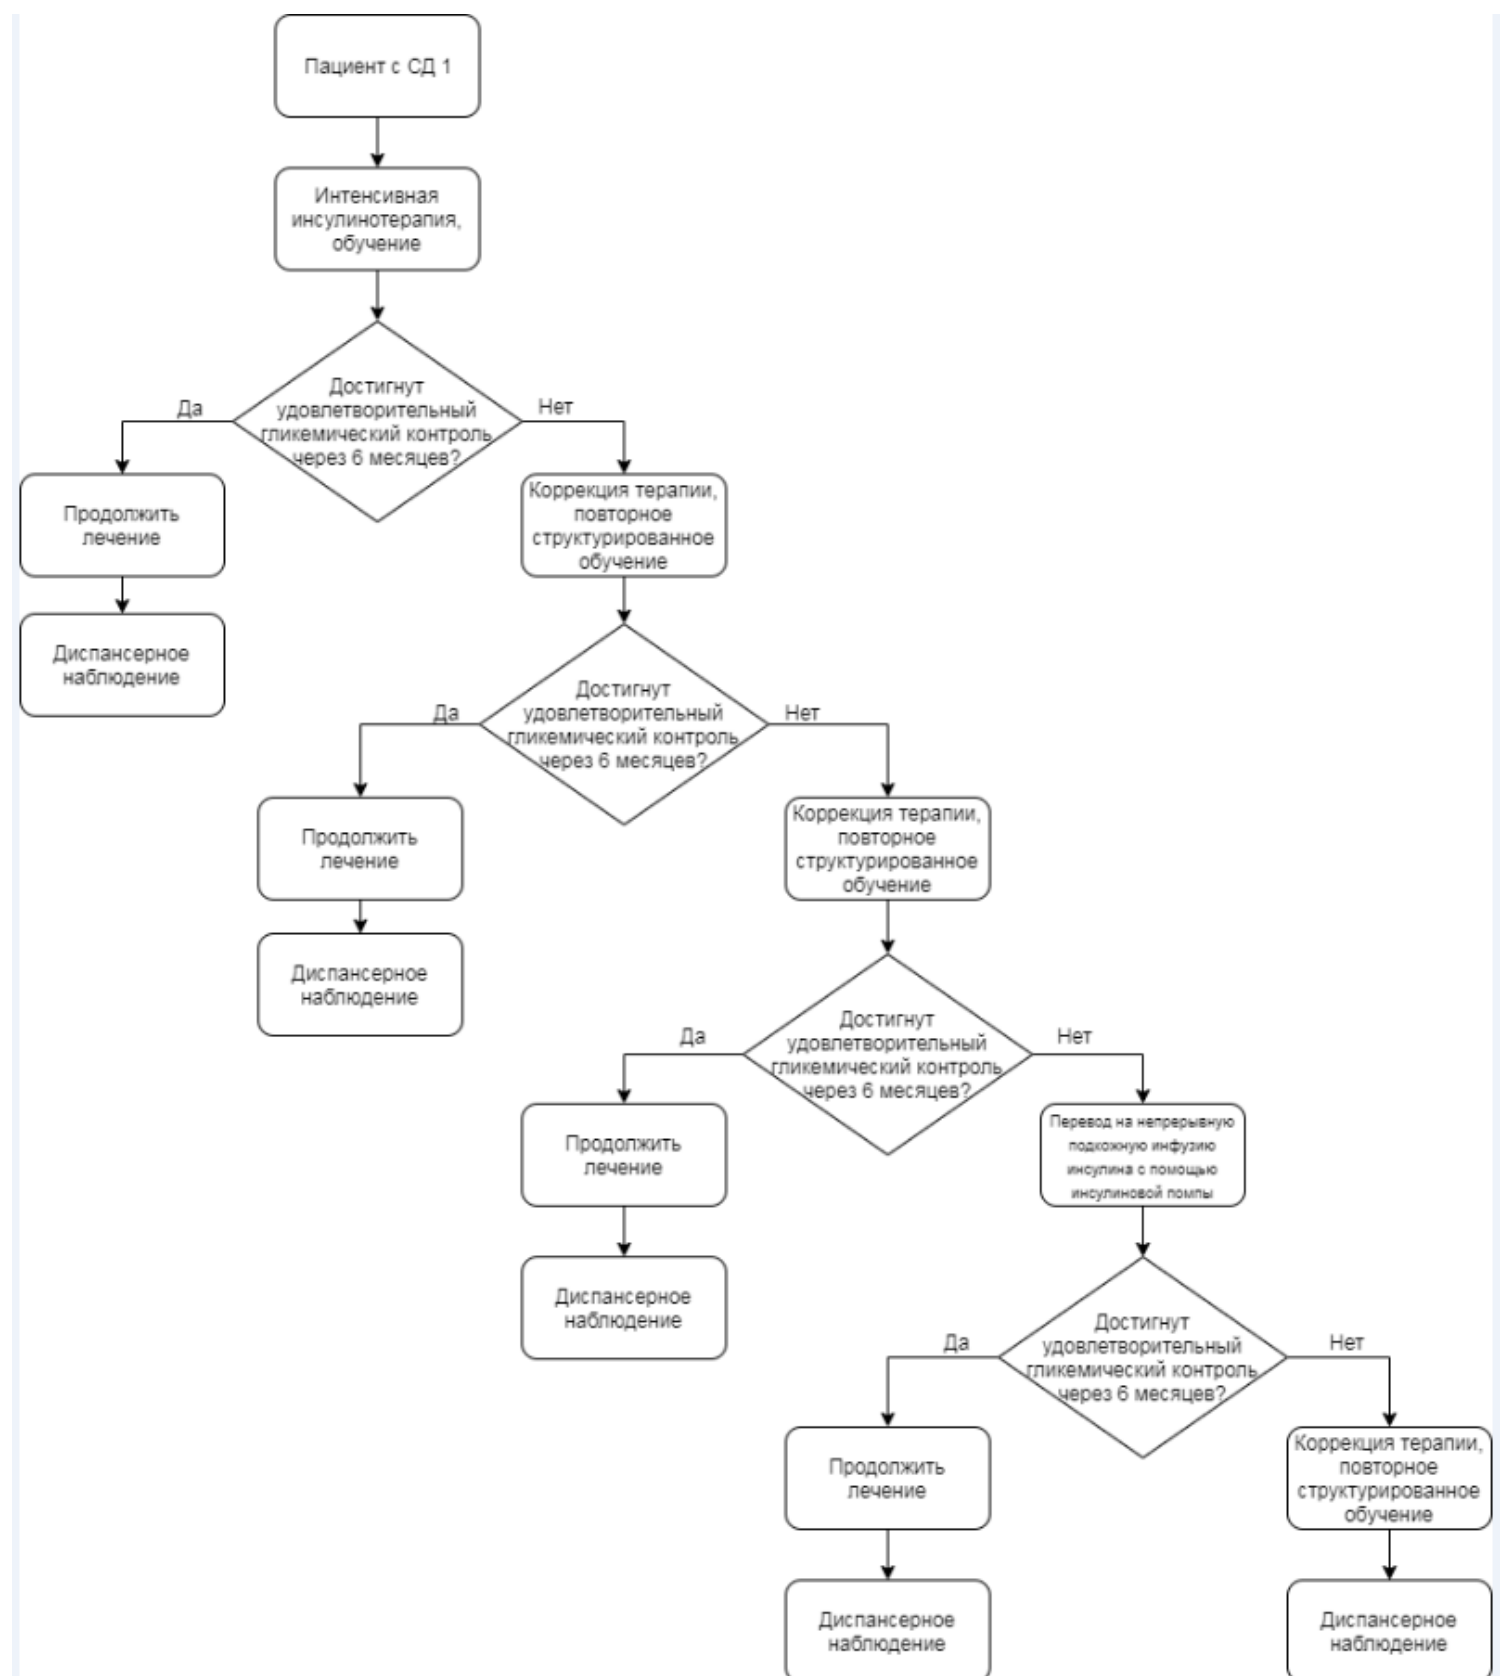 Пациент с СД 1
Интенсивная
инсулинотерапия,
обучение
Достигнут
удовлетворительный
гликемический контроль
через 6 месяцев?
Да
Нет
Продолжить
лечение
Диспансерное
наблюдение
Коррекция терапии,
повторное
структурированное
обучение
Достигнут
удовлетворительный
гликемический контроль
через 6 месяцев?
Да
Нет
Продолжить
лечение
Диспансерное
наблюдение
Коррекция терапии,
повторное
структурированное
обучение
Достигнут
удовлетворительный
гликемический контроль
через 6 месяцев?
Да
Нет
Продолжить
лечение
Диспансерное
наблюдение
Перевод на непрерывную
подкожную инфузию
инсулина с помощью
инсулиновой помпы
Достигнут
удовлетворительный
гликемический контроль
через 6 месяцев?
Да
Нет
Продолжить
лечение
Диспансерное
наблюдение
Коррекция терапии,
повторное
структурированное
обучение
Диспансерное
наблюдение